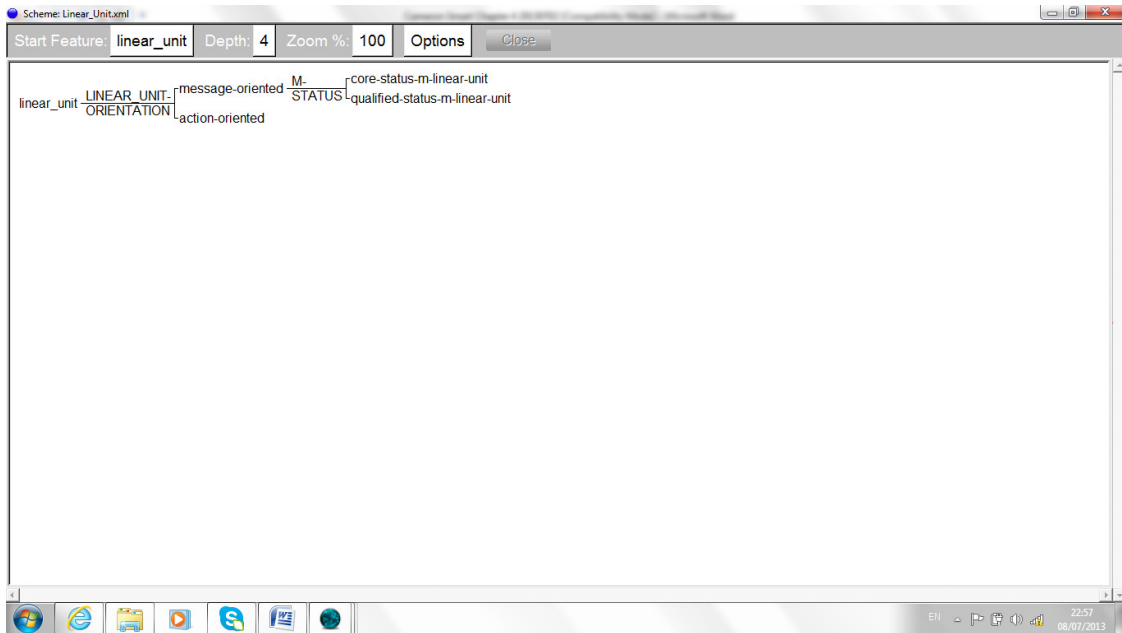 Scheme: Linear_Unit.xml
Start Feature: linear_unit Depth: 4 Zoom %: 100 Options Close
core-status-m-linear-unit
message-oriented M-STATUS
qualified-status-m-linear-unit
linear_unit LINEAR_UNIT-
ORIENTATION
action-oriented
EN 22:57
08/07/2013